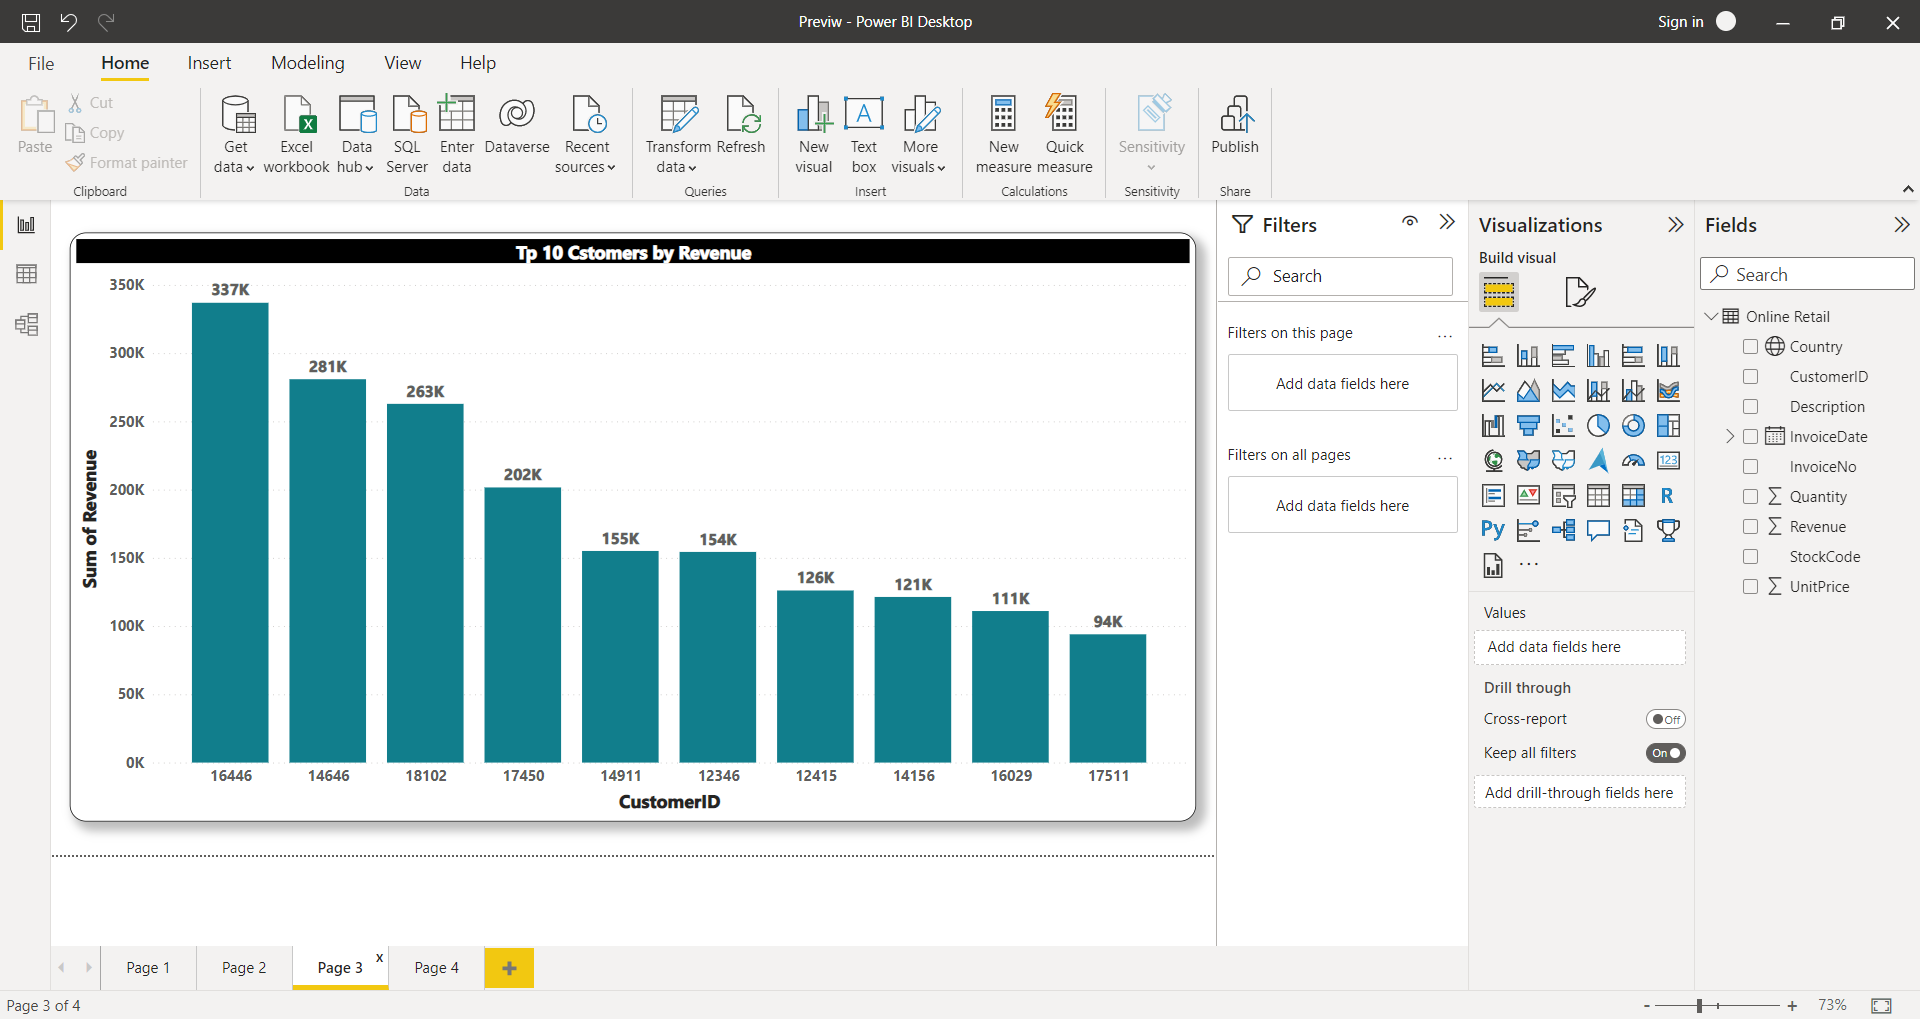 Previw - Power BI Desktop
Sign in
File Home Insert Modeling View Help
Paste
Cut
Copy
Format painter
Clipboard
Get data
Excel workbook
Data hub
SQL Server
Enter data
Dataverse
Recent sources
Data
Transform data
Refresh
Queries
New visual
Text box
More visuals
Insert
New measure
Quick measure
Calculations
Sensitivity
Sensitivity
Publish
Share
Tp 10 Cstomers by Revenue
Sum of Revenue
350K
300K
250K
200K
150K
100K
50K
0K
337K
281K
263K
202K
155K
154K
126K
121K
111K
94K
16446 14646 18102 17450 14911 12346 12415 14156 16029 17511
CustomerID
Filters
Search
Filters on this page
...
Add data fields here
Filters on all pages
...
Add data fields here
Visualizations
Build visual
123
R
Py
...
Values
Add data fields here
Drill through
Cross-report
Off
Keep all filters
On
Add drill-through fields here
Fields
Search
Online Retail
Country
CustomerID
Description
InvoiceDate
InvoiceNo
∑ Quantity
∑ Revenue
StockCode
∑ UnitPrice
Page 1
Page 2
Page 3
x
Page 4
+
Page 3 of 4
- + 73%